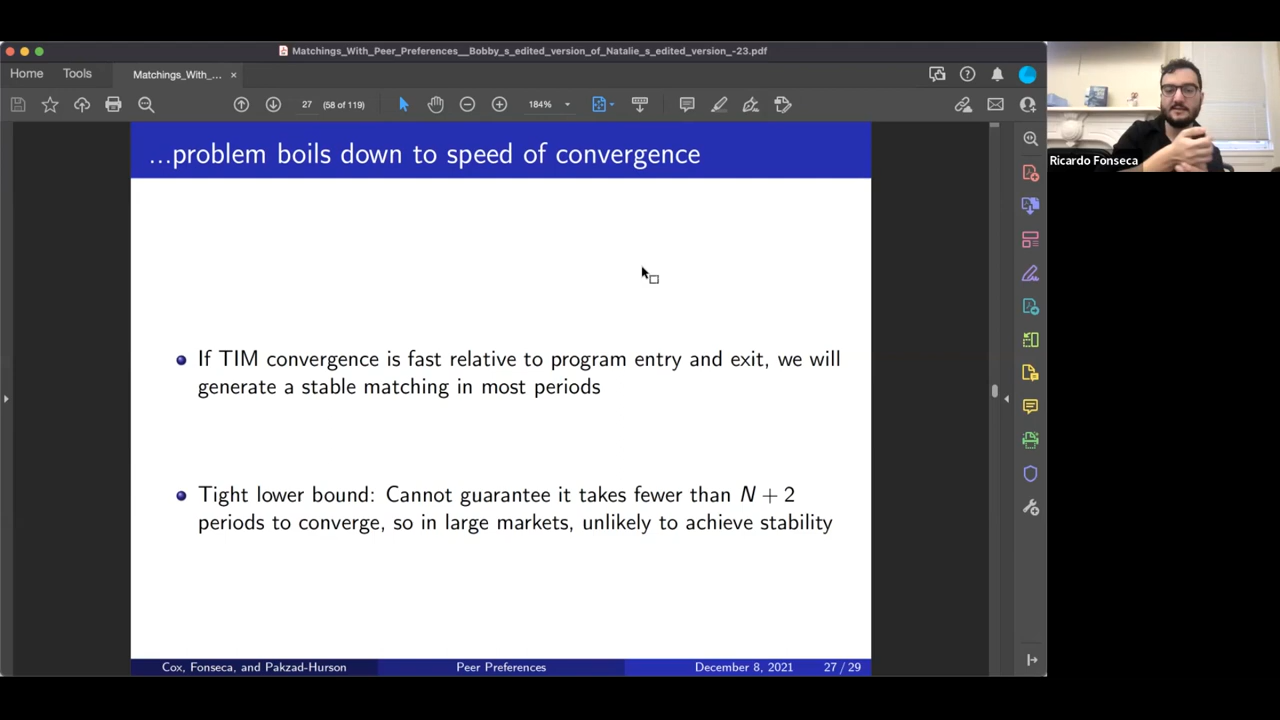 Matchings_With_Peer_Preferences__Bobby_s_edited_version_of_Natalie_s_edited_version_-23.pdf
Home Tools Matchings_With_... ×
27 (58 of 119) 184%
...problem boils down to speed of convergence
Ricardo Fonseca
If TIM convergence is fast relative to program entry and exit, we will
generate a stable matching in most periods
Tight lower bound: Cannot guarantee it takes fewer than N + 2
periods to converge, so in large markets, unlikely to achieve stability
Cox, Fonseca, and Pakzad-Hurson Peer Preferences December 8, 2021 27 / 29